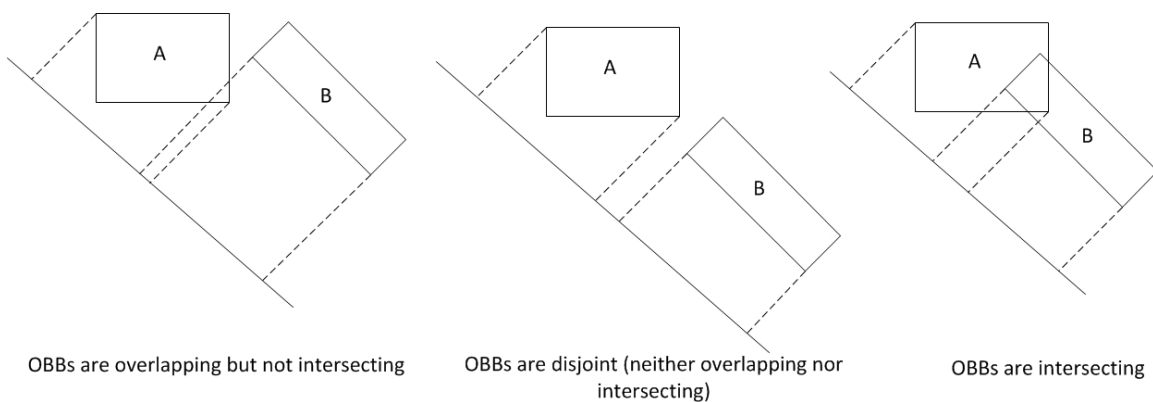 A
B
OBBs are overlapping but not intersecting
A
B
OBBs are disjoint (neither overlapping nor
intersecting)
A
B
OBBs are intersecting